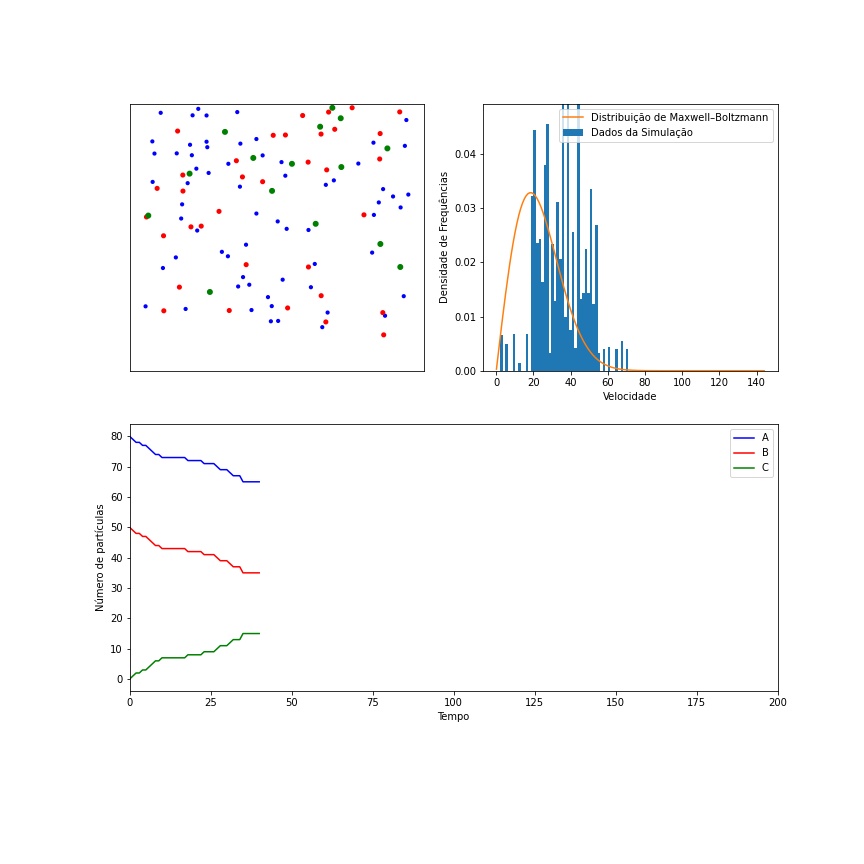 Distribuição de Maxwell–Boltzmann
Dados da Simulação
Densidade de Frequências
0.04
0.03
0.02
0.01
0.00
0 20 40 60 80 100 120 140
Velocidade
A
B
C
Número de partículas
80
70
60
50
40
30
20
10
0
0 25 50 75 100 125 150 175 200
Tempo